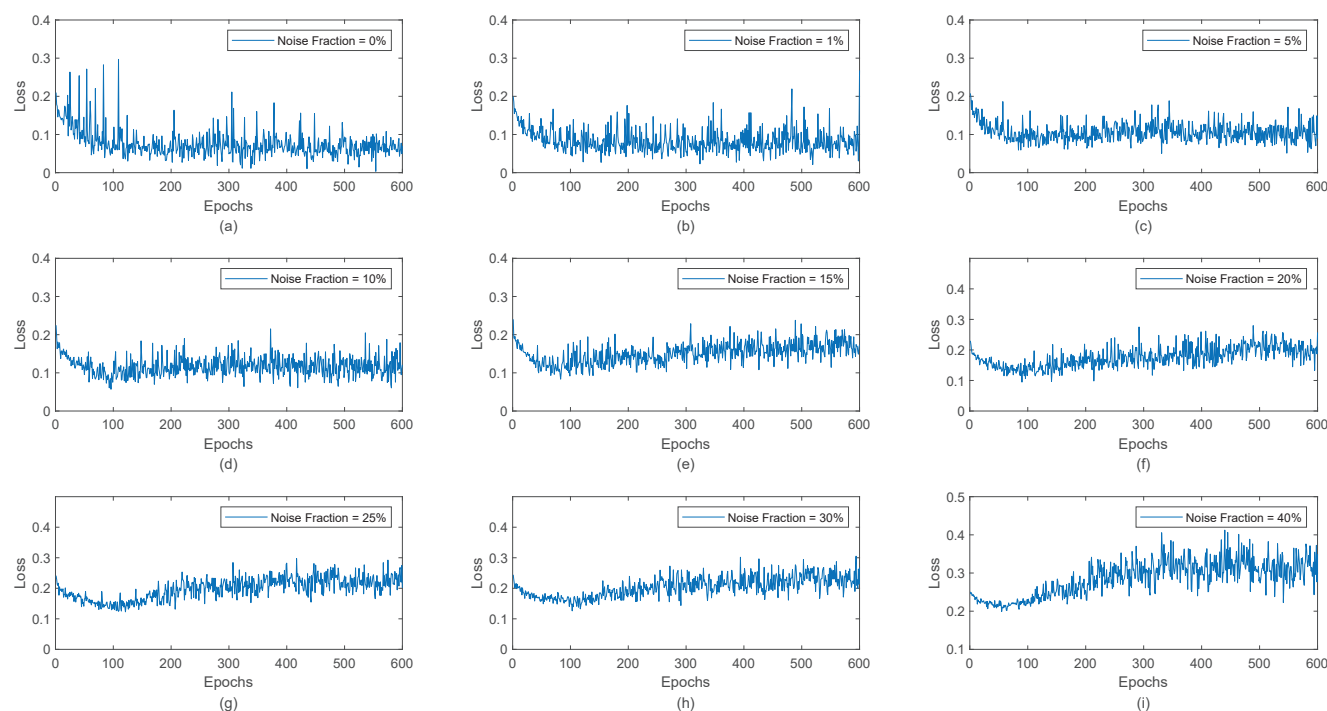 0.4
Noise Fraction = 0%
0.3
Loss
0.2
0.1
0
0 100 200 300 400 500 600
Epochs
(a)
0.4
Noise Fraction = 1%
0.3
Loss
0.2
0.1
0
0 100 200 300 400 500 600
Epochs
(b)
0.4
Noise Fraction = 5%
0.3
Loss
0.2
0.1
0
0 100 200 300 400 500 600
Epochs
(c)
0.4
Noise Fraction = 10%
0.3
Loss
0.2
0.1
0
0 100 200 300 400 500 600
Epochs
(d)
0.4
Noise Fraction = 15%
0.3
Loss
0.2
0.1
0
0 100 200 300 400 500 600
Epochs
(e)
Noise Fraction = 20%
0.4
0.3
Loss
0.2
0.1
0
0 100 200 300 400 500 600
Epochs
(f)
Noise Fraction = 25%
0.4
0.3
Loss
0.2
0.1
0
0 100 200 300 400 500 600
Epochs
(g)
Noise Fraction = 30%
0.4
0.3
Loss
0.2
0.1
0
0 100 200 300 400 500 600
Epochs
(h)
0.5
Noise Fraction = 40%
0.4
Loss
0.3
0.2
0.1
0 100 200 300 400 500 600
Epochs
(i)